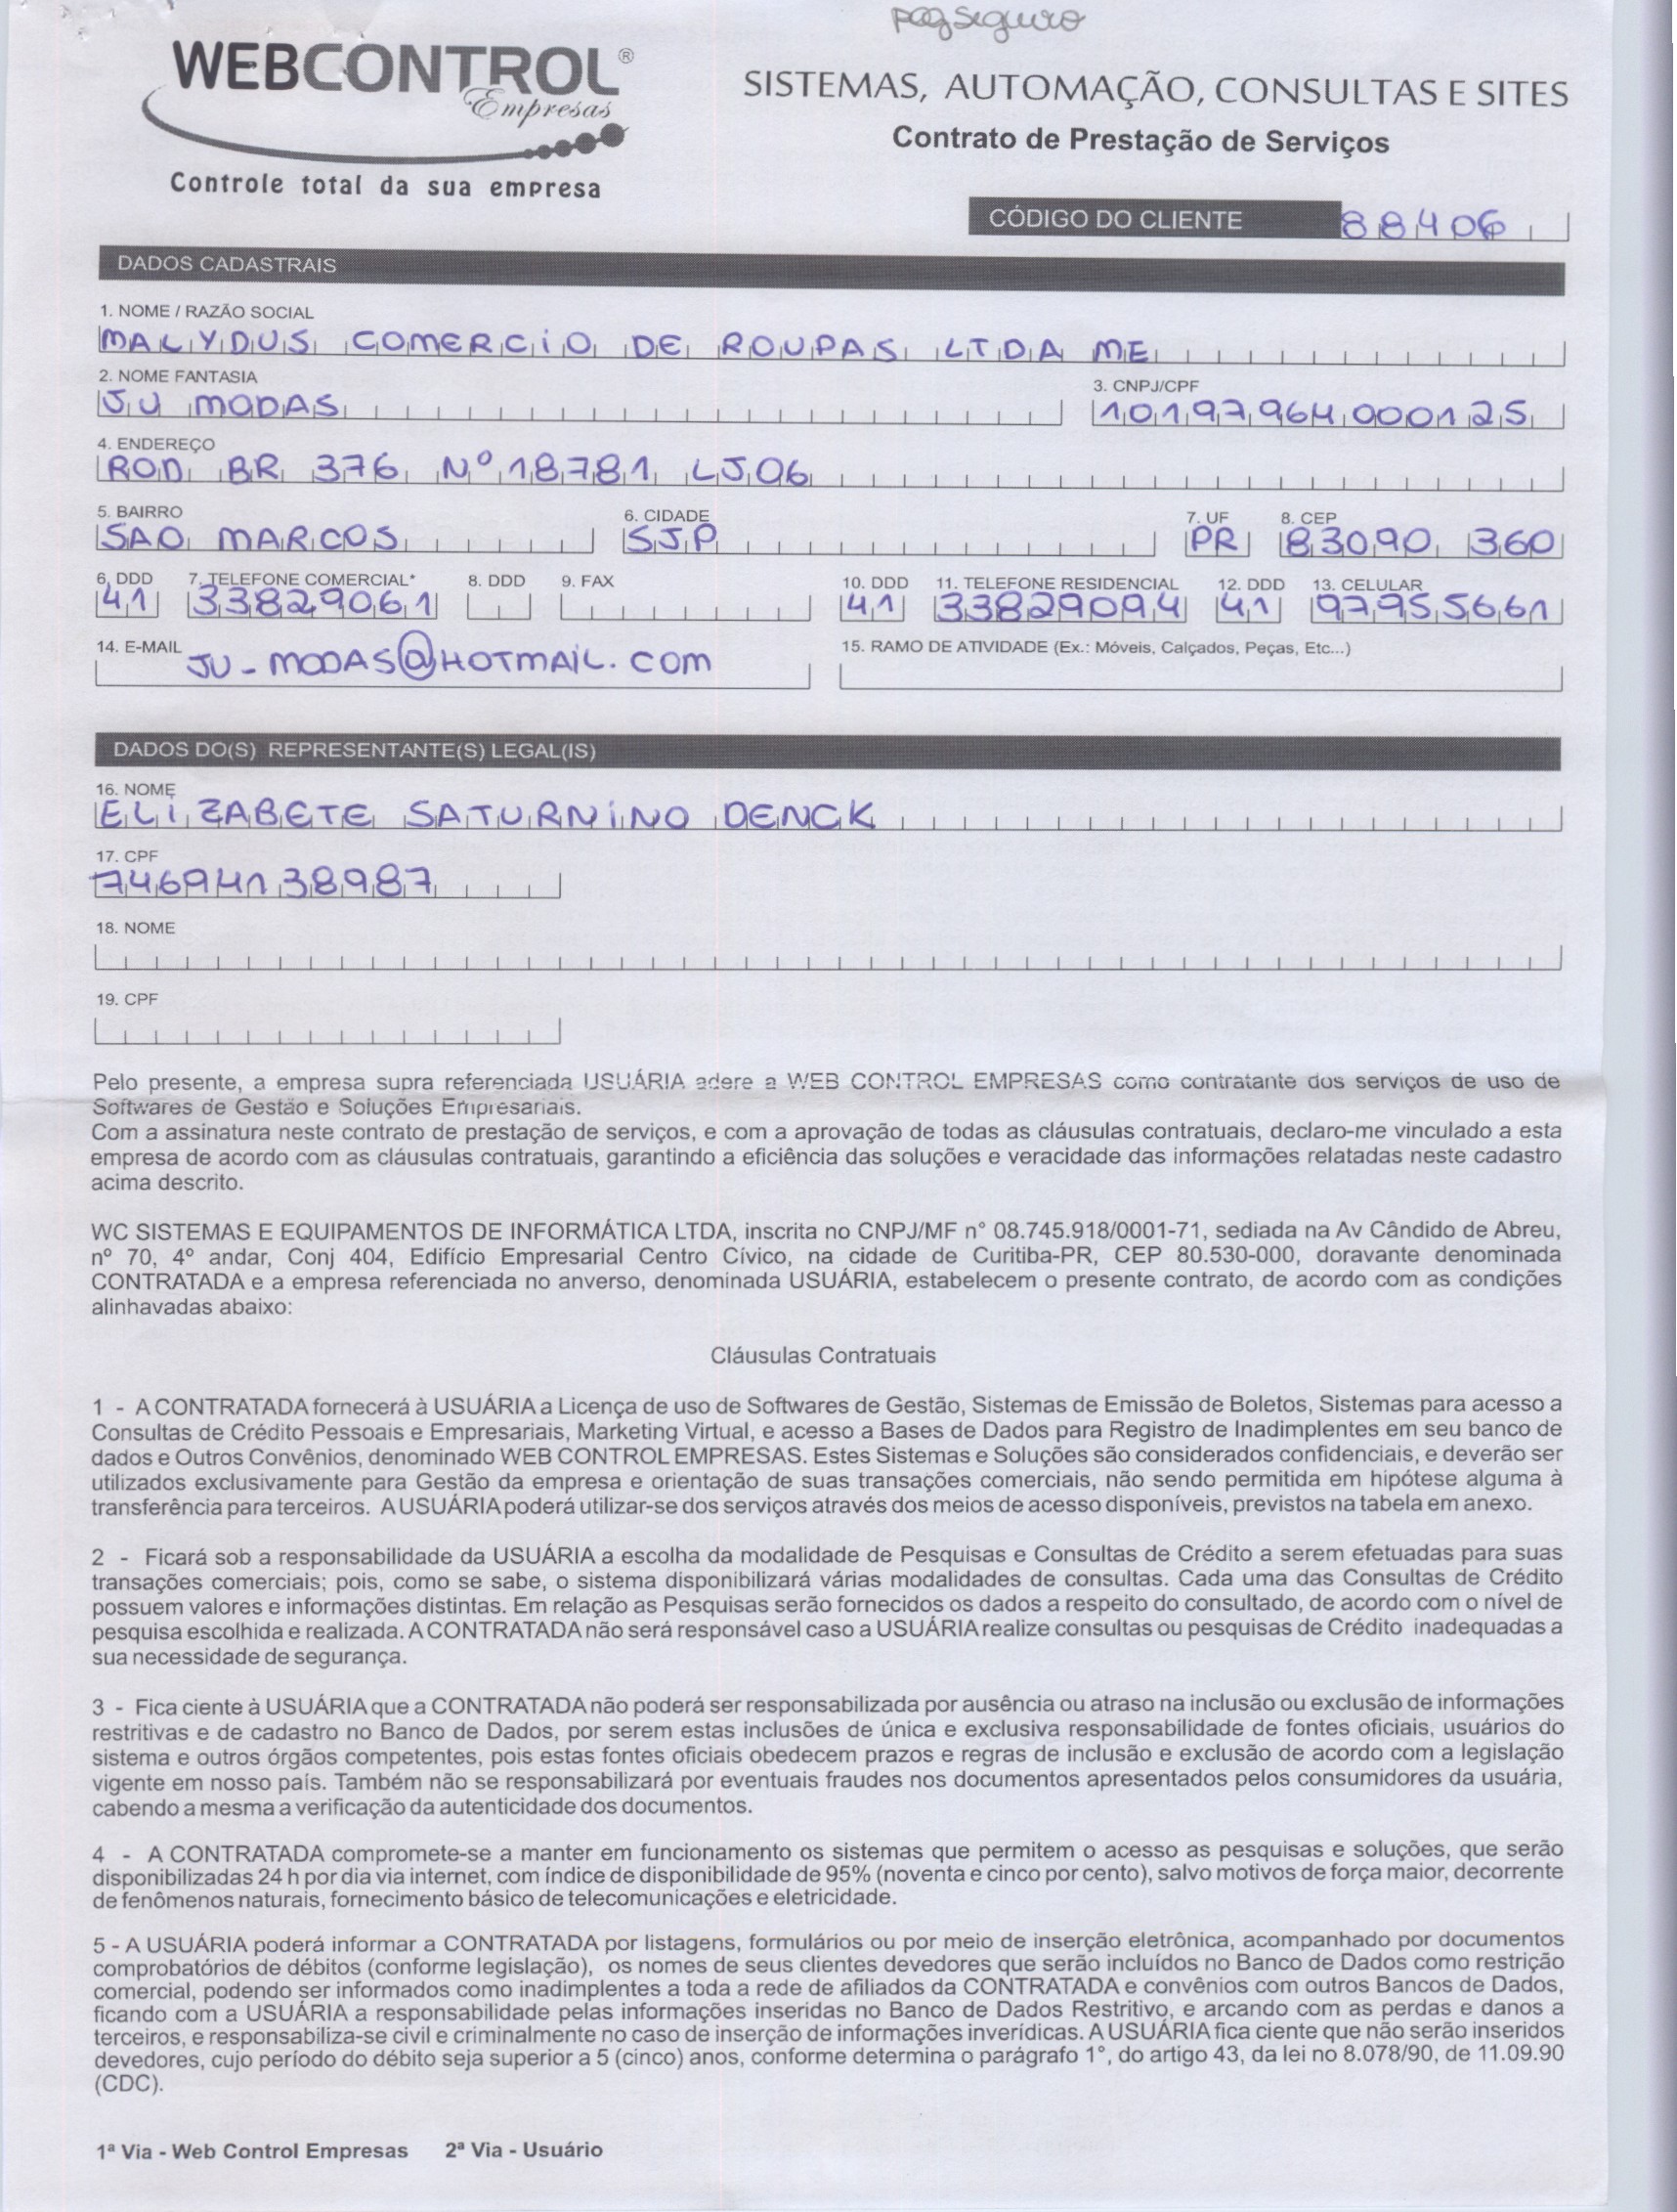 pagseguro
WEBCONTROL®
Empresas
Controle total da sua empresa
SISTEMAS, AUTOMAÇÃO, CONSULTAS E SITES
Contrato de Prestação de Serviços
CÓDIGO DO CLIENTE 88406
DADOS CADASTRAIS
1. NOME / RAZÃO SOCIAL
MALYDUS COMERCIO DE ROUPAS LTDA ME
2. NOME FANTASIA 3. CNPJ/CPF
JU MODAS 10197964000125
4. ENDEREÇO
ROD BR 376 Nº 18781 LJ06
5. BAIRRO 6. CIDADE 7. UF 8. CEP
SAO MARCOS SJP PR 83090 360
6. DDD 7. TELEFONE COMERCIAL* 8. DDD 9. FAX 10. DDD 11. TELEFONE RESIDENCIAL 12. DDD 13. CELULAR
41 33829061 41 33829094 41 97955661
14. E-MAIL JU-MODAS@HOTMAIL.COM 15. RAMO DE ATIVIDADE (Ex.: Móveis, Calçados, Peças, Etc...)
DADOS DO(S) REPRESENTANTE(S) LEGAL(IS)
16. NOME
ELIZABETE SATURNINO DENCK
17. CPF
74694138987
18. NOME
19. CPF
Pelo presente, a empresa supra referenciada USUÁRIA adere a WEB CONTROL EMPRESAS como contratante dos serviços de uso de
Softwares de Gestão e Soluções Empresariais.
Com a assinatura neste contrato de prestação de serviços, e com a aprovação de todas as cláusulas contratuais, declaro-me vinculado a esta
empresa de acordo com as cláusulas contratuais, garantindo a eficiência das soluções e veracidade das informações relatadas neste cadastro
acima descrito.
WC SISTEMAS E EQUIPAMENTOS DE INFORMÁTICA LTDA, inscrita no CNPJ/MF n° 08.745.918/0001-71, sediada na Av Cândido de Abreu,
nº 70, 4º andar, Conj 404, Edifício Empresarial Centro Cívico, na cidade de Curitiba-PR, CEP 80.530-000, doravante denominada
CONTRATADA e a empresa referenciada no anverso, denominada USUÁRIA, estabelecem o presente contrato, de acordo com as condições
alinhavadas abaixo:
Cláusulas Contratuais
1 - A CONTRATADA fornecerá à USUÁRIA a Licença de uso de Softwares de Gestão, Sistemas de Emissão de Boletos, Sistemas para acesso a
Consultas de Crédito Pessoais e Empresariais, Marketing Virtual, e acesso a Bases de Dados para Registro de Inadimplentes em seu banco de
dados e Outros Convênios, denominado WEB CONTROL EMPRESAS. Estes Sistemas e Soluções são considerados confidenciais, e deverão ser
utilizados exclusivamente para Gestão da empresa e orientação de suas transações comerciais, não sendo permitida em hipótese alguma à
transferência para terceiros. A USUÁRIA poderá utilizar-se dos serviços através dos meios de acesso disponíveis, previstos na tabela em anexo.
2 - Ficará sob a responsabilidade da USUÁRIA a escolha da modalidade de Pesquisas e Consultas de Crédito a serem efetuadas para suas
transações comerciais; pois, como se sabe, o sistema disponibilizará várias modalidades de consultas. Cada uma das Consultas de Crédito
possuem valores e informações distintas. Em relação as Pesquisas serão fornecidos os dados a respeito do consultado, de acordo com o nível de
pesquisa escolhida e realizada. A CONTRATADA não será responsável caso a USUÁRIA realize consultas ou pesquisas de Crédito inadequadas a
sua necessidade de segurança.
3 - Fica ciente à USUÁRIA que a CONTRATADA não poderá ser responsabilizada por ausência ou atraso na inclusão ou exclusão de informações
restritivas e de cadastro no Banco de Dados, por serem estas inclusões de única e exclusiva responsabilidade de fontes oficiais, usuários do
sistema e outros órgãos competentes, pois estas fontes oficiais obedecem prazos e regras de inclusão e exclusão de acordo com a legislação
vigente em nosso país. Também não se responsabilizará por eventuais fraudes nos documentos apresentados pelos consumidores da usuária,
cabendo a mesma a verificação da autenticidade dos documentos.
4 - A CONTRATADA compromete-se a manter em funcionamento os sistemas que permitem o acesso as pesquisas e soluções, que serão
disponibilizadas 24 h por dia via internet, com índice de disponibilidade de 95% (noventa e cinco por cento), salvo motivos de força maior, decorrente
de fenômenos naturais, fornecimento básico de telecomunicações e eletricidade.
5 - A USUÁRIA poderá informar a CONTRATADA por listagens, formulários ou por meio de inserção eletrônica, acompanhado por documentos
comprobatórios de débitos (conforme legislação), os nomes de seus clientes devedores que serão incluídos no Banco de Dados como restrição
comercial, podendo ser informados como inadimplentes a toda a rede de afiliados da CONTRATADA e convênios com outros Bancos de Dados,
ficando com a USUÁRIA a responsabilidade pelas informações inseridas no Banco de Dados Restritivo, e arcando com as perdas e danos a
terceiros, e responsabiliza-se civil e criminalmente no caso de inserção de informações inverídicas. A USUÁRIA fica ciente que não serão inseridos
devedores, cujo período do débito seja superior a 5 (cinco) anos, conforme determina o parágrafo 1°, do artigo 43, da lei no 8.078/90, de 11.09.90
(CDC).
1ª Via - Web Control Empresas 2ª Via - Usuário